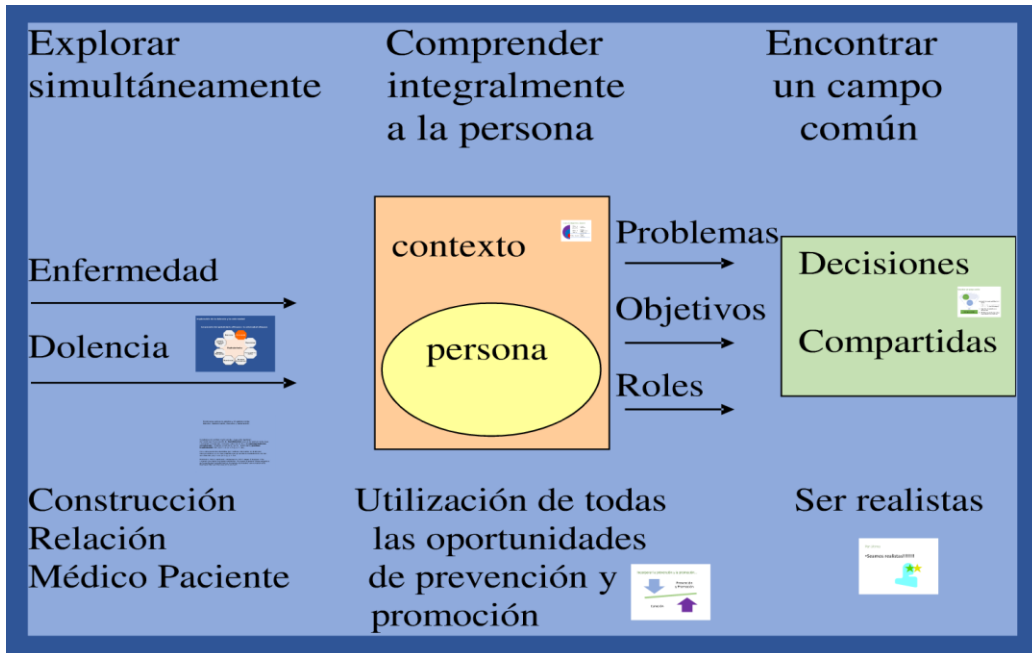 Explorar
simultáneamente
Comprender
integralmente
a la persona
Encontrar
un campo
común
Enfermedad
Dolencia
contexto
persona
Problemas
Objetivos
Roles
Decisiones
Compartidas
Construcción
Relación
Médico Paciente
Utilización de todas
las oportunidades
de prevención y
promoción
Ser realistas